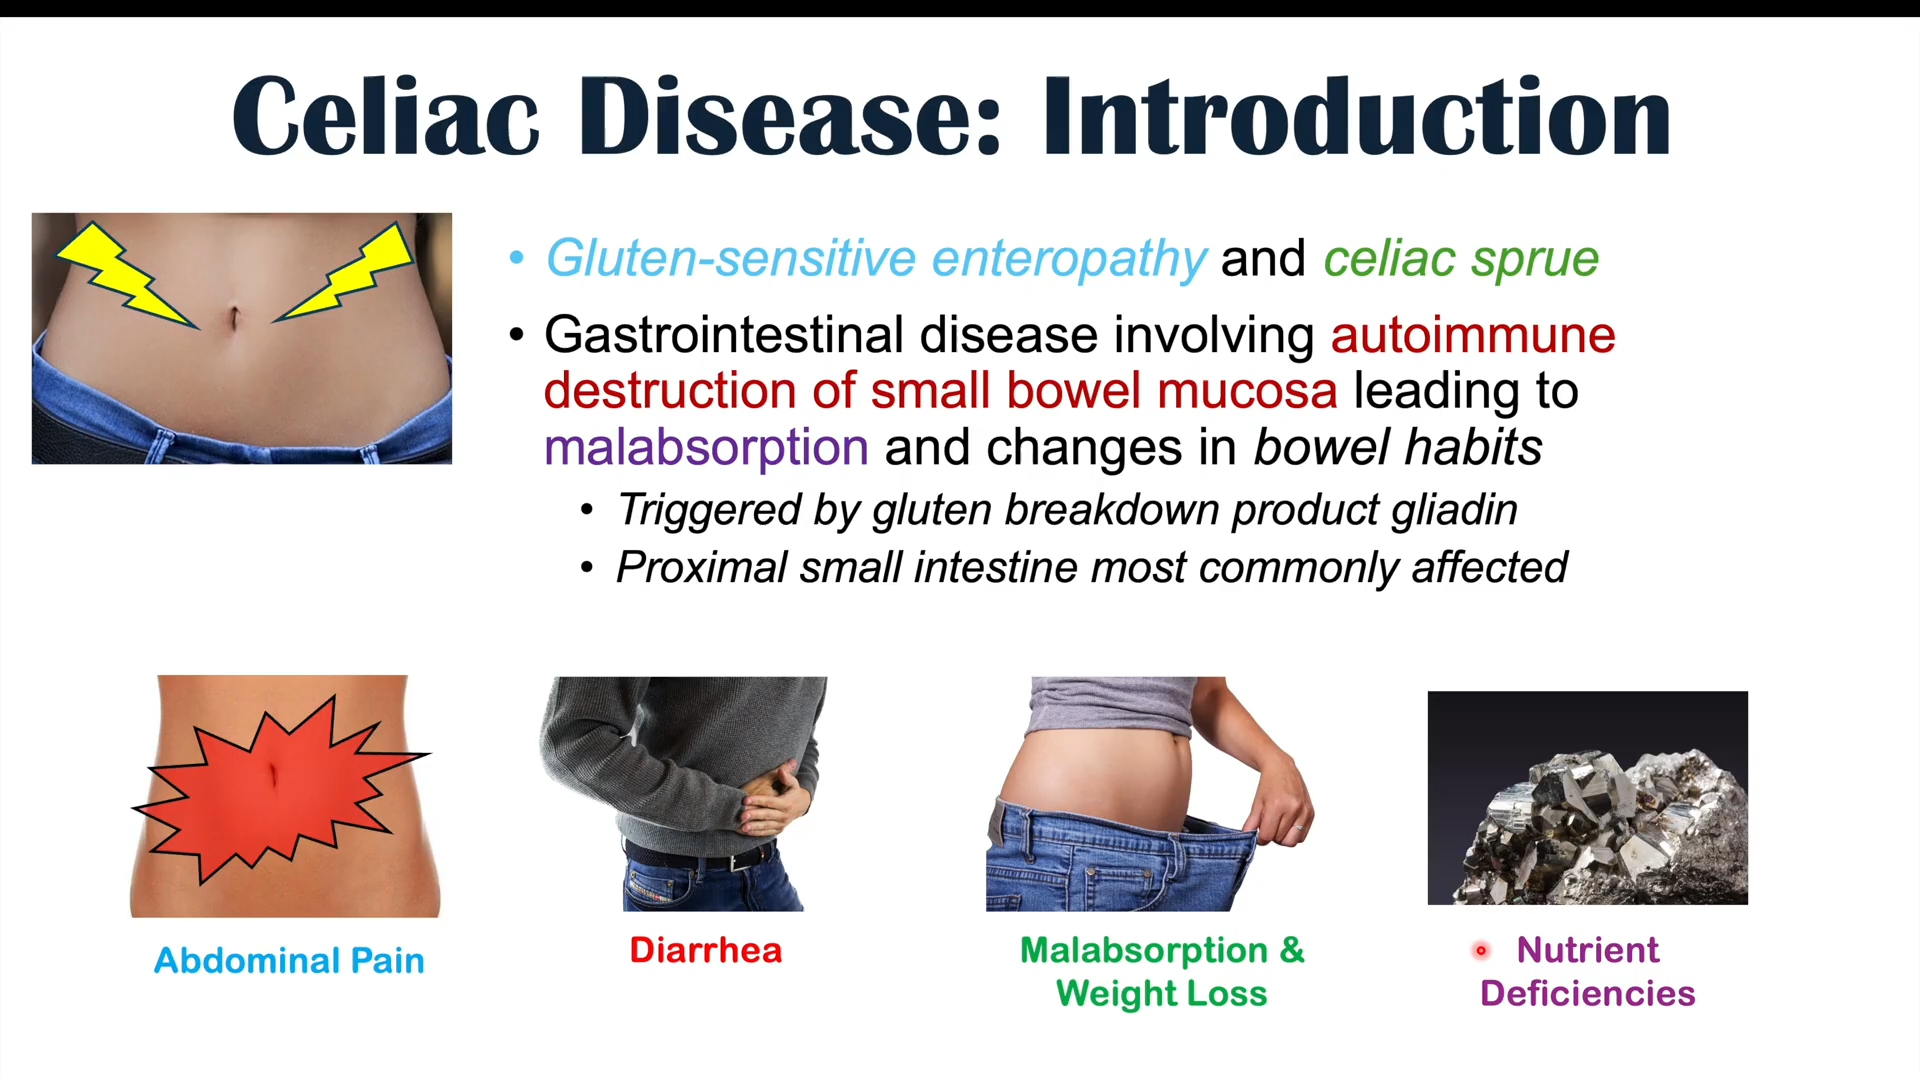 Celiac Disease: Introduction
• Gluten-sensitive enteropathy and celiac sprue
• Gastrointestinal disease involving autoimmune
destruction of small bowel mucosa leading to
malabsorption and changes in bowel habits
• Triggered by gluten breakdown product gliadin
• Proximal small intestine most commonly affected
Abdominal Pain
Diarrhea
Malabsorption &
Weight Loss
Nutrient
Deficiencies